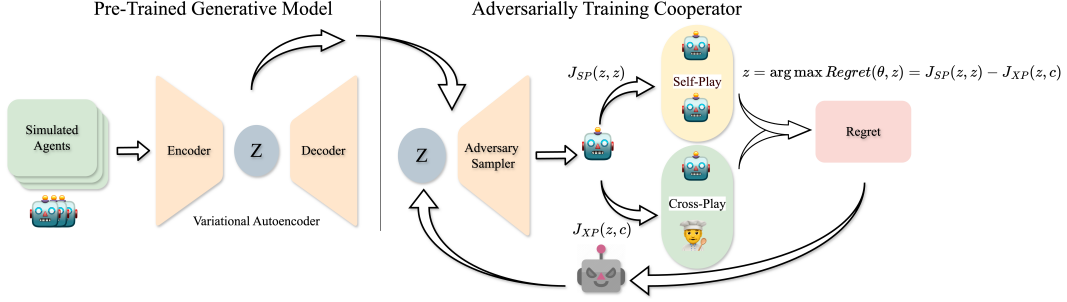 Pre-Trained Generative Model
Simulated
Agents
Encoder
Z
Decoder
Variational Autoencoder
Adversarially Training Cooperator
Z
Adversary
Sampler
J_{SP}(z, z)
Self-Play
J_{XP}(z, c)
Cross-Play
z = arg max Regret(θ, z) = J_{SP}(z, z) − J_{XP}(z, c)
Regret